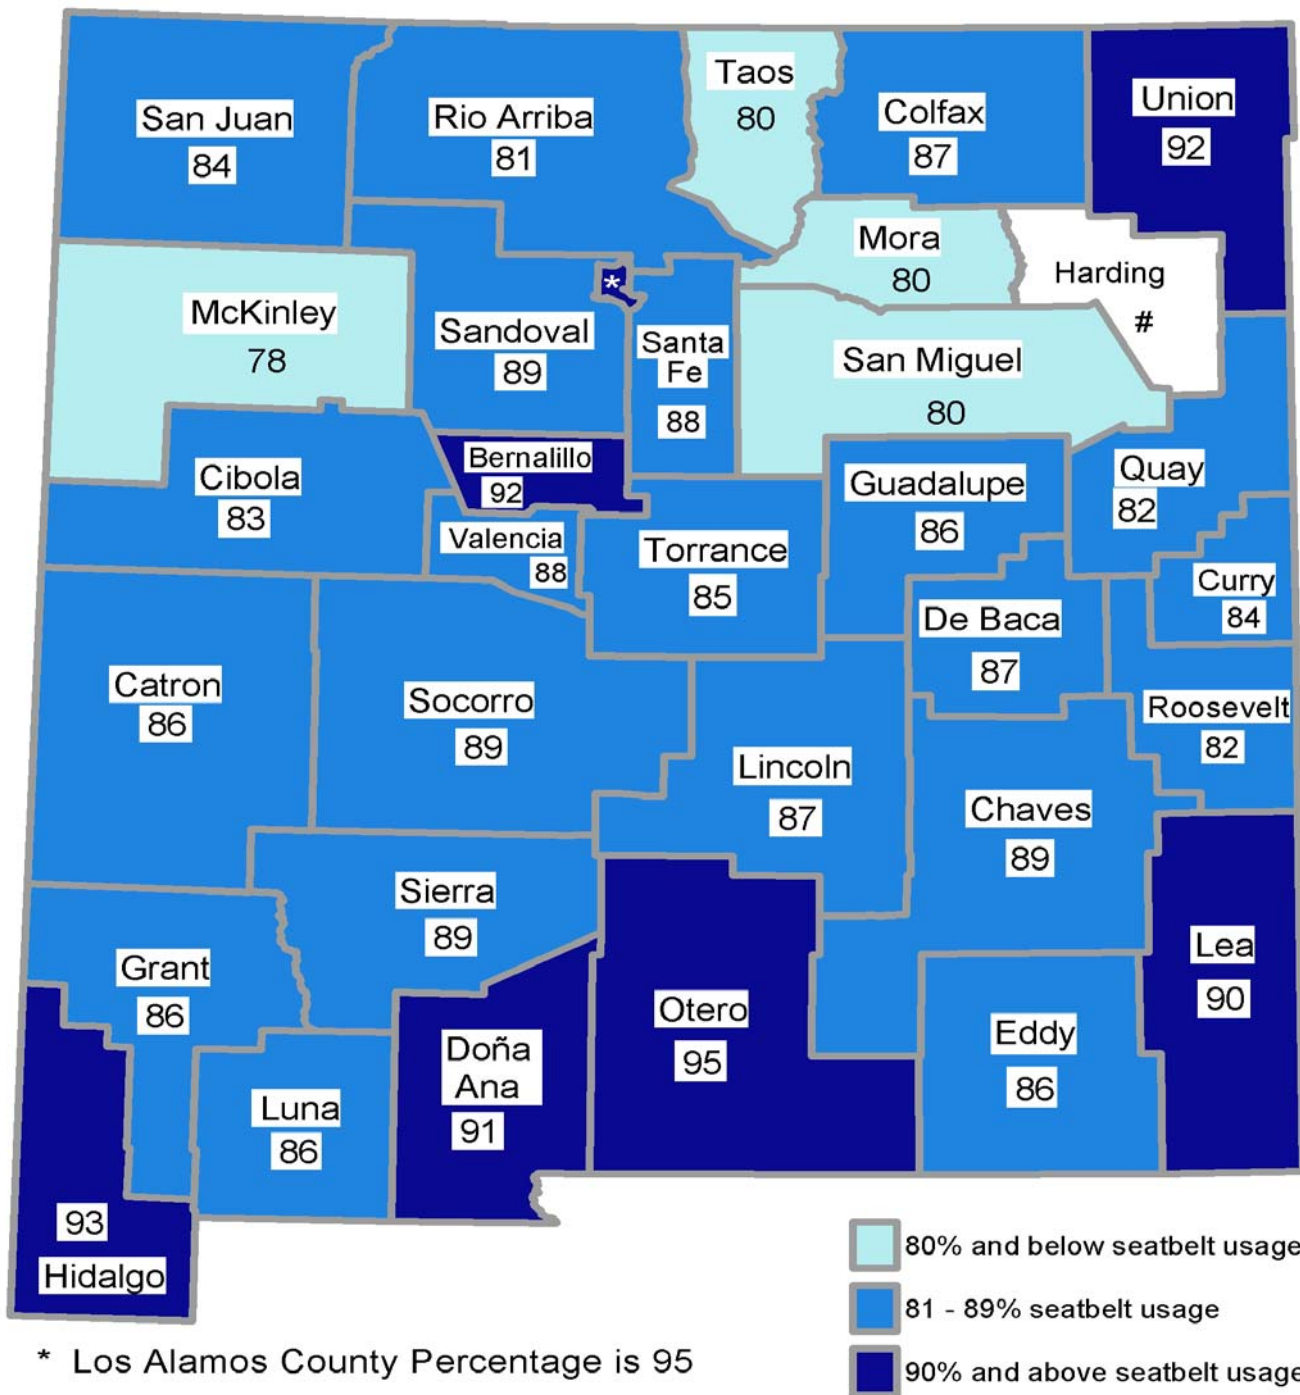 Taos
80
Union
92
Colfax
87
San Juan
84
Rio Arriba
81
Mora
80
Harding
#
*
McKinley
78
Sandoval
89
Santa
Fe
88
San Miguel
80
Bernalillo
92
Cibola
83
Guadalupe
86
Quay
82
Valencia
88
Torrance
85
Curry
84
De Baca
87
Catron
86
Socorro
89
Roosevelt
82
Lincoln
87
Chaves
89
Sierra
89
Lea
90
Grant
86
Otero
95
Eddy
86
Doña
Ana
91
Luna
86
93
Hidalgo
80% and below seatbelt usage
81 - 89% seatbelt usage
90% and above seatbelt usage
* Los Alamos County Percentage is 95